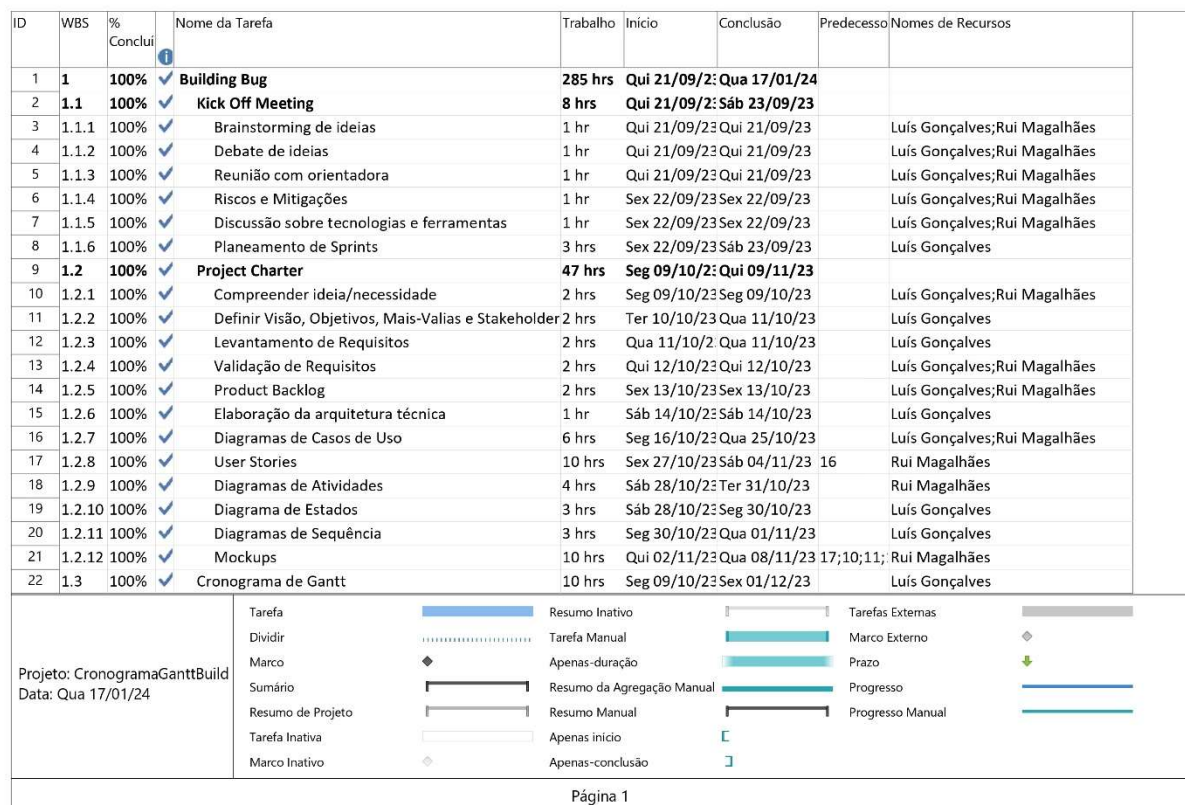 ID WBS % Concluí Nome da Tarefa Trabalho Início Conclusão Predecesso Nomes de Recursos
1 1 100% Building Bug 285 hrs Qui 21/09/23 Qua 17/01/24
2 1.1 100% Kick Off Meeting 8 hrs Qui 21/09/23 Sáb 23/09/23
3 1.1.1 100% Brainstorming de ideias 1 hr Qui 21/09/23 Qui 21/09/23 Luís Gonçalves;Rui Magalhães
4 1.1.2 100% Debate de ideias 1 hr Qui 21/09/23 Qui 21/09/23 Luís Gonçalves;Rui Magalhães
5 1.1.3 100% Reunião com orientadora 1 hr Qui 21/09/23 Qui 21/09/23 Luís Gonçalves;Rui Magalhães
6 1.1.4 100% Riscos e Mitigações 1 hr Sex 22/09/23 Sex 22/09/23 Luís Gonçalves;Rui Magalhães
7 1.1.5 100% Discussão sobre tecnologias e ferramentas 1 hr Sex 22/09/23 Sex 22/09/23 Luís Gonçalves;Rui Magalhães
8 1.1.6 100% Planeamento de Sprints 3 hrs Sex 22/09/23 Sáb 23/09/23 Luís Gonçalves
9 1.2 100% Project Charter 47 hrs Seg 09/10/23 Qui 09/11/23
10 1.2.1 100% Compreender ideia/necessidade 2 hrs Seg 09/10/23 Seg 09/10/23 Luís Gonçalves;Rui Magalhães
11 1.2.2 100% Definir Visão, Objetivos, Mais-Valias e Stakeholder 2 hrs Ter 10/10/23 Qua 11/10/23 Luís Gonçalves
12 1.2.3 100% Levantamento de Requisitos 2 hrs Qua 11/10/2 Qua 11/10/23 Luís Gonçalves
13 1.2.4 100% Validação de Requisitos 2 hrs Qui 12/10/23 Qui 12/10/23 Luís Gonçalves;Rui Magalhães
14 1.2.5 100% Product Backlog 2 hrs Sex 13/10/23 Sex 13/10/23 Luís Gonçalves;Rui Magalhães
15 1.2.6 100% Elaboração da arquitetura técnica 1 hr Sáb 14/10/23 Sáb 14/10/23 Luís Gonçalves
16 1.2.7 100% Diagramas de Casos de Uso 6 hrs Seg 16/10/23 Qua 25/10/23 Luís Gonçalves;Rui Magalhães
17 1.2.8 100% User Stories 10 hrs Sex 27/10/23 Sáb 04/11/23 16 Rui Magalhães
18 1.2.9 100% Diagramas de Atividades 4 hrs Sáb 28/10/23 Ter 31/10/23 Rui Magalhães
19 1.2.10 100% Diagrama de Estados 3 hrs Sáb 28/10/23 Seg 30/10/23 Luís Gonçalves
20 1.2.11 100% Diagramas de Sequência 3 hrs Seg 30/10/23 Qua 01/11/23 Luís Gonçalves
21 1.2.12 100% Mockups 10 hrs Qui 02/11/23 Qua 08/11/23 17;10;11; Rui Magalhães
22 1.3 100% Cronograma de Gantt 10 hrs Seg 09/10/23 Sex 01/12/23 Luís Gonçalves
Projeto: CronogramaGanttBuild
Data: Qua 17/01/24
Tarefa
Dividir
Marco
Sumário
Resumo de Projeto
Tarefa Inativa
Marco Inativo
Resumo Inativo
Tarefa Manual
Apenas-duração
Resumo da Agregação Manual
Resumo Manual
Apenas início
Apenas-conclusão
Tarefas Externas
Marco Externo
Prazo
Progresso
Progresso Manual
Página 1